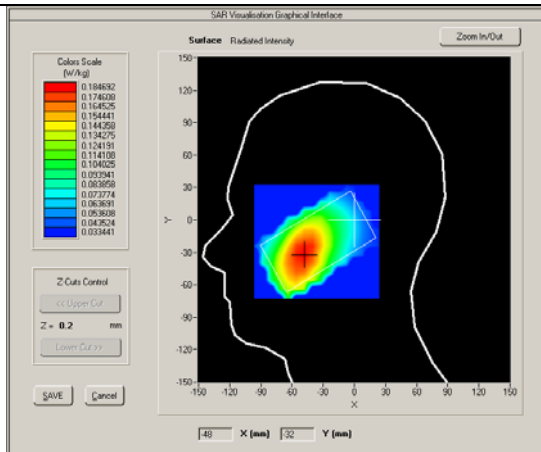 SAR Visualisation Graphical Interface
Surface Radiated Intensity
Zoom In/Out
Colors Scale
(W/kg)
0.184692
0.174608
0.164525
0.154441
0.144358
0.134275
0.124191
0.114108
0.104025
0.093941
0.083858
0.073774
0.063691
0.053608
0.043524
0.033441
Z Cuts Control
<< Upper Cut
Z = 0.2 mm
Lower Cut >>
SAVE Cancel
150
120
90
60
30
0
-30
-60
-90
-120
-150
Y
-150 -120 -90 -60 -30 0 30 60 90 120 150
X
-48 X (mm) -32 Y (mm)